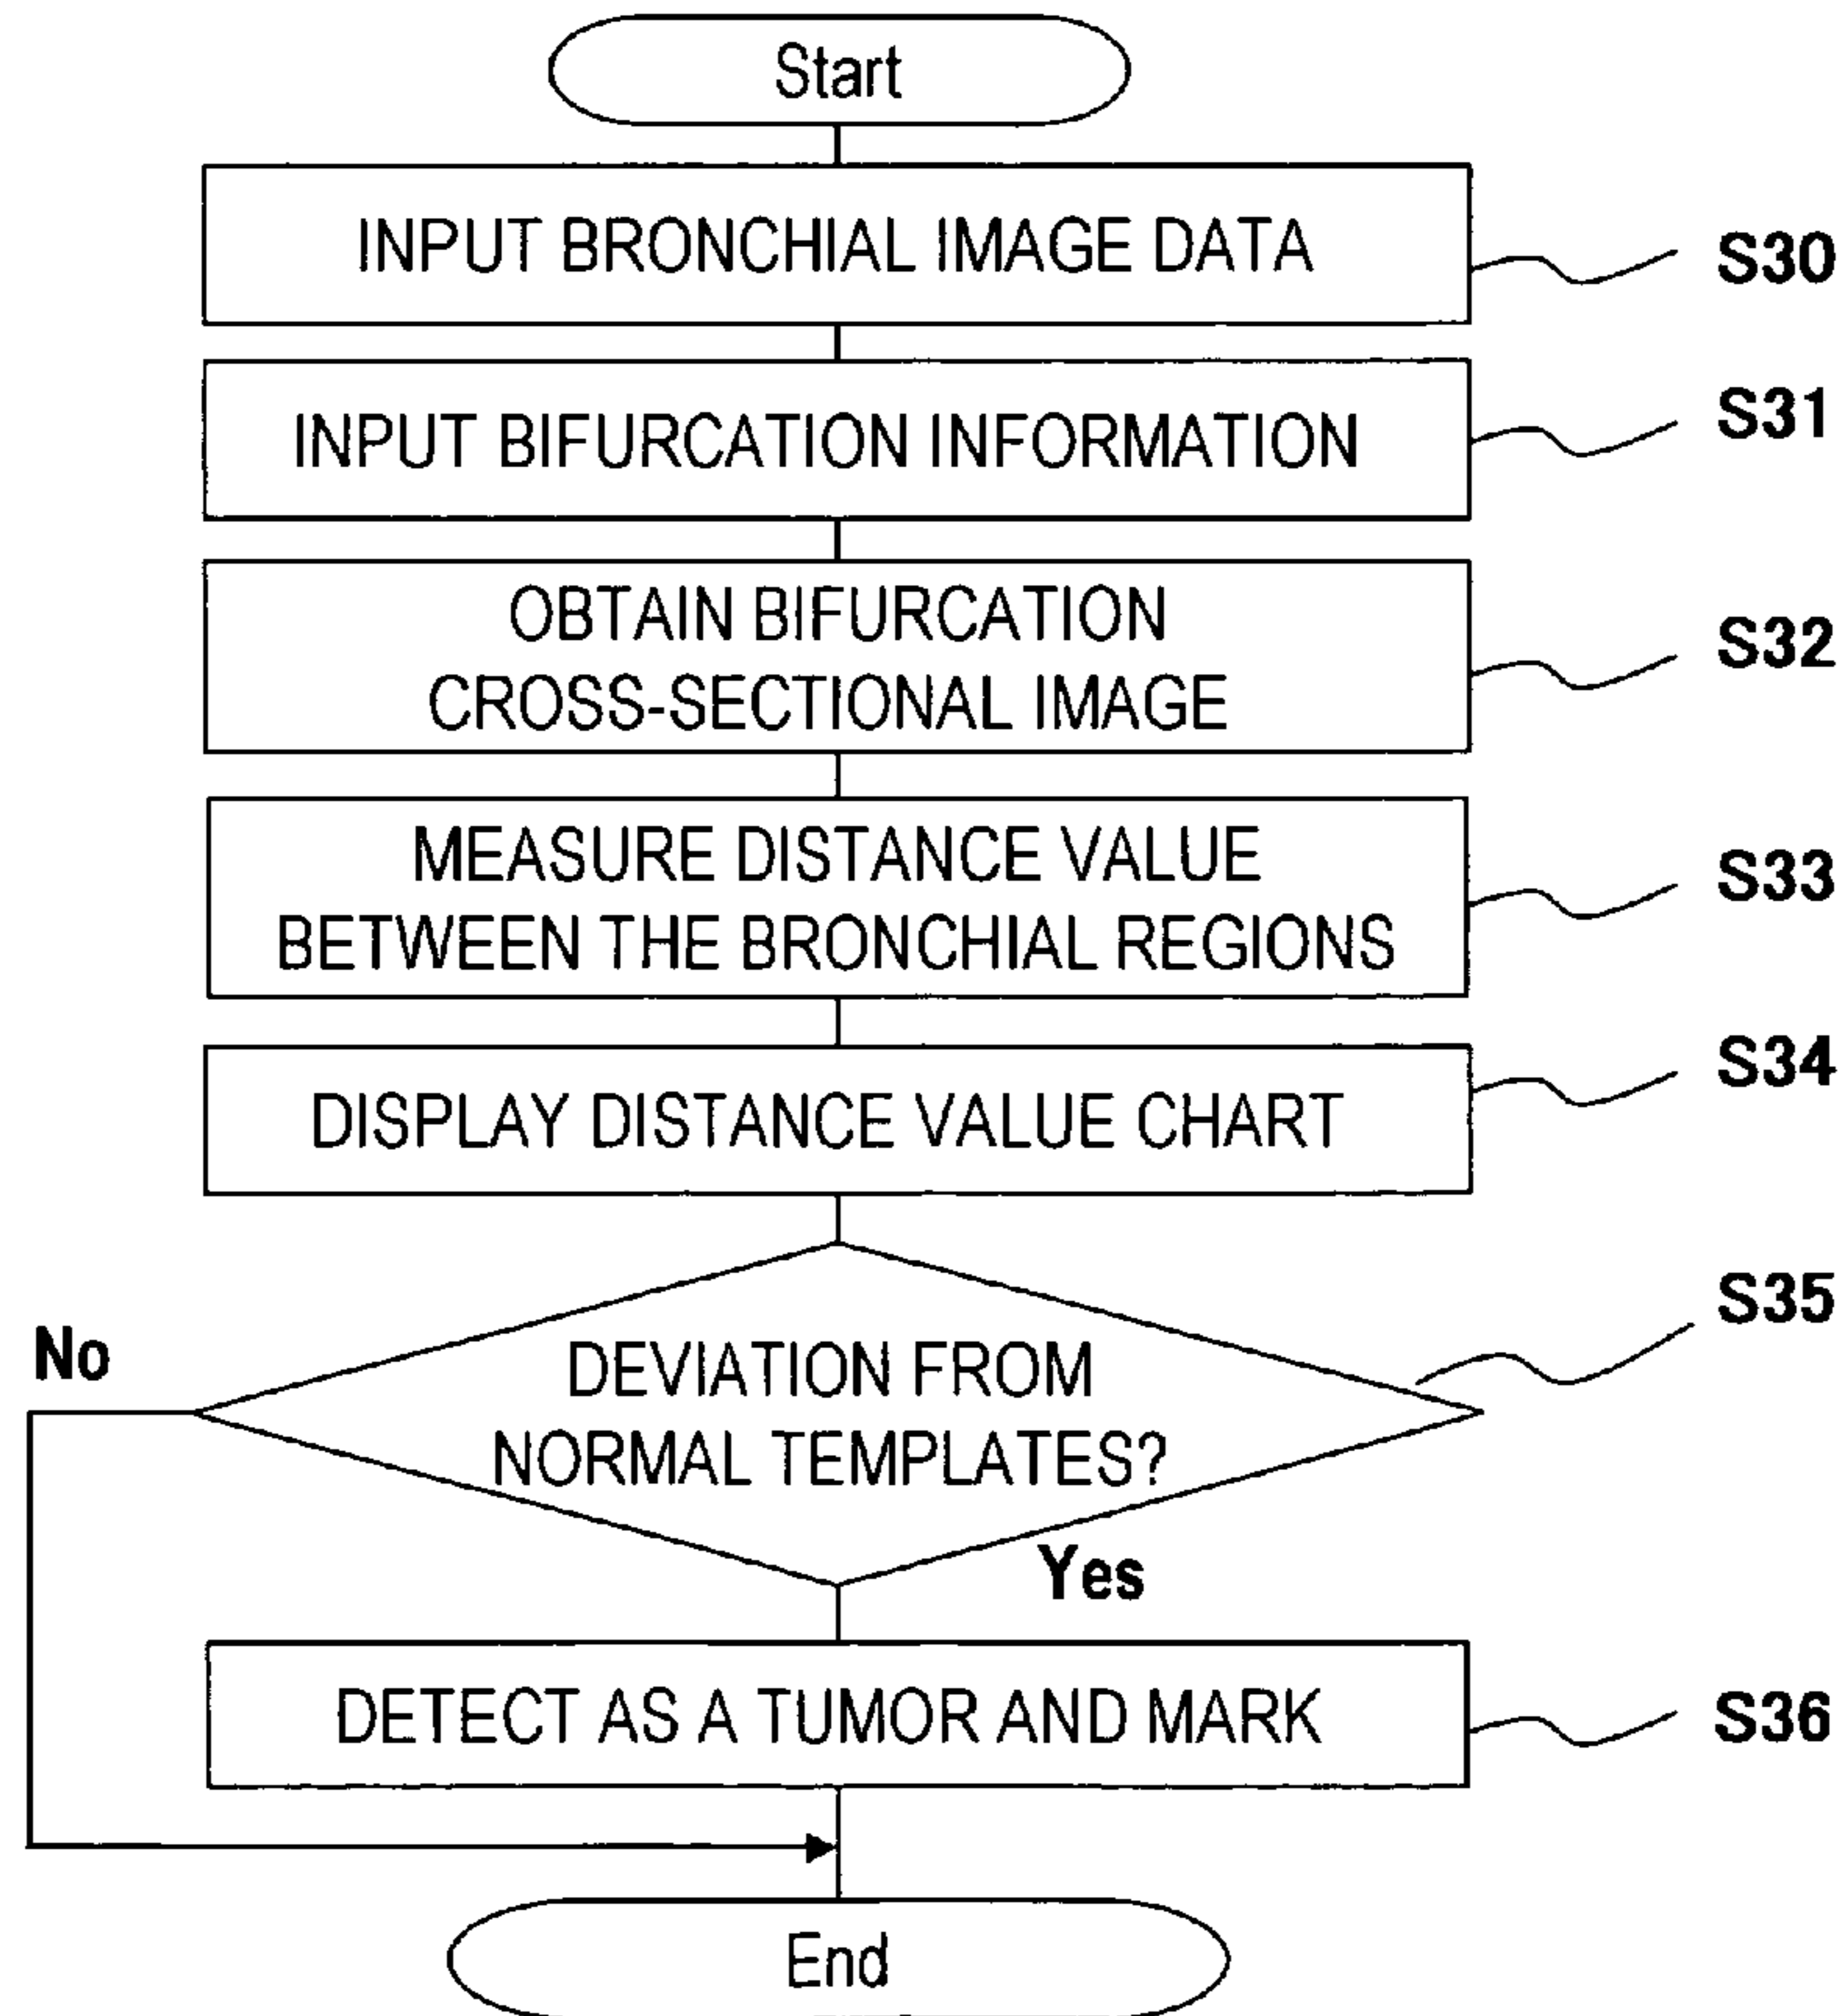 Start
INPUT BRONCHIAL IMAGE DATA
S30
INPUT BIFURCATION INFORMATION
S31
OBTAIN BIFURCATION
CROSS-SECTIONAL IMAGE
S32
MEASURE DISTANCE VALUE
BETWEEN THE BRONCHIAL REGIONS
S33
DISPLAY DISTANCE VALUE CHART
S34
DEVIATION FROM
NORMAL TEMPLATES?
S35
No
Yes
DETECT AS A TUMOR AND MARK
S36
End